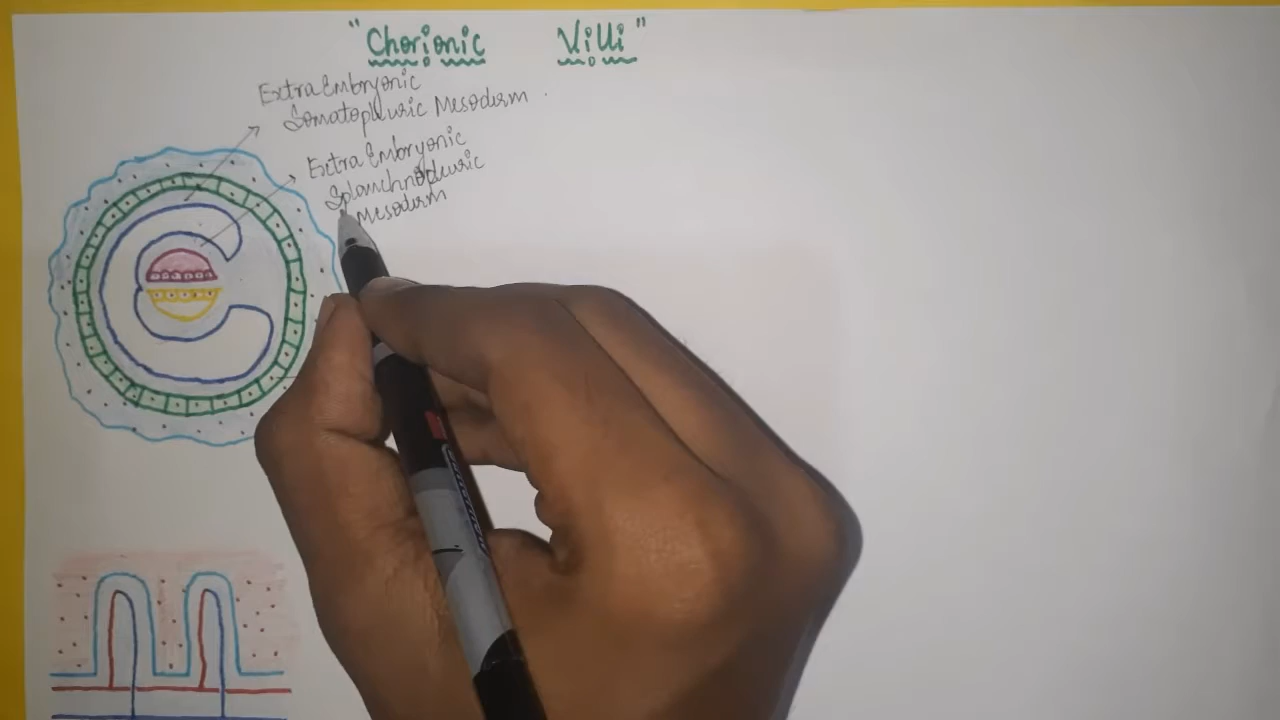 "Chorionic Villi"
Extra Embryonic
Somatopleuric Mesoderm .
Extra Embryonic
Splanchnopleuric
Mesoderm